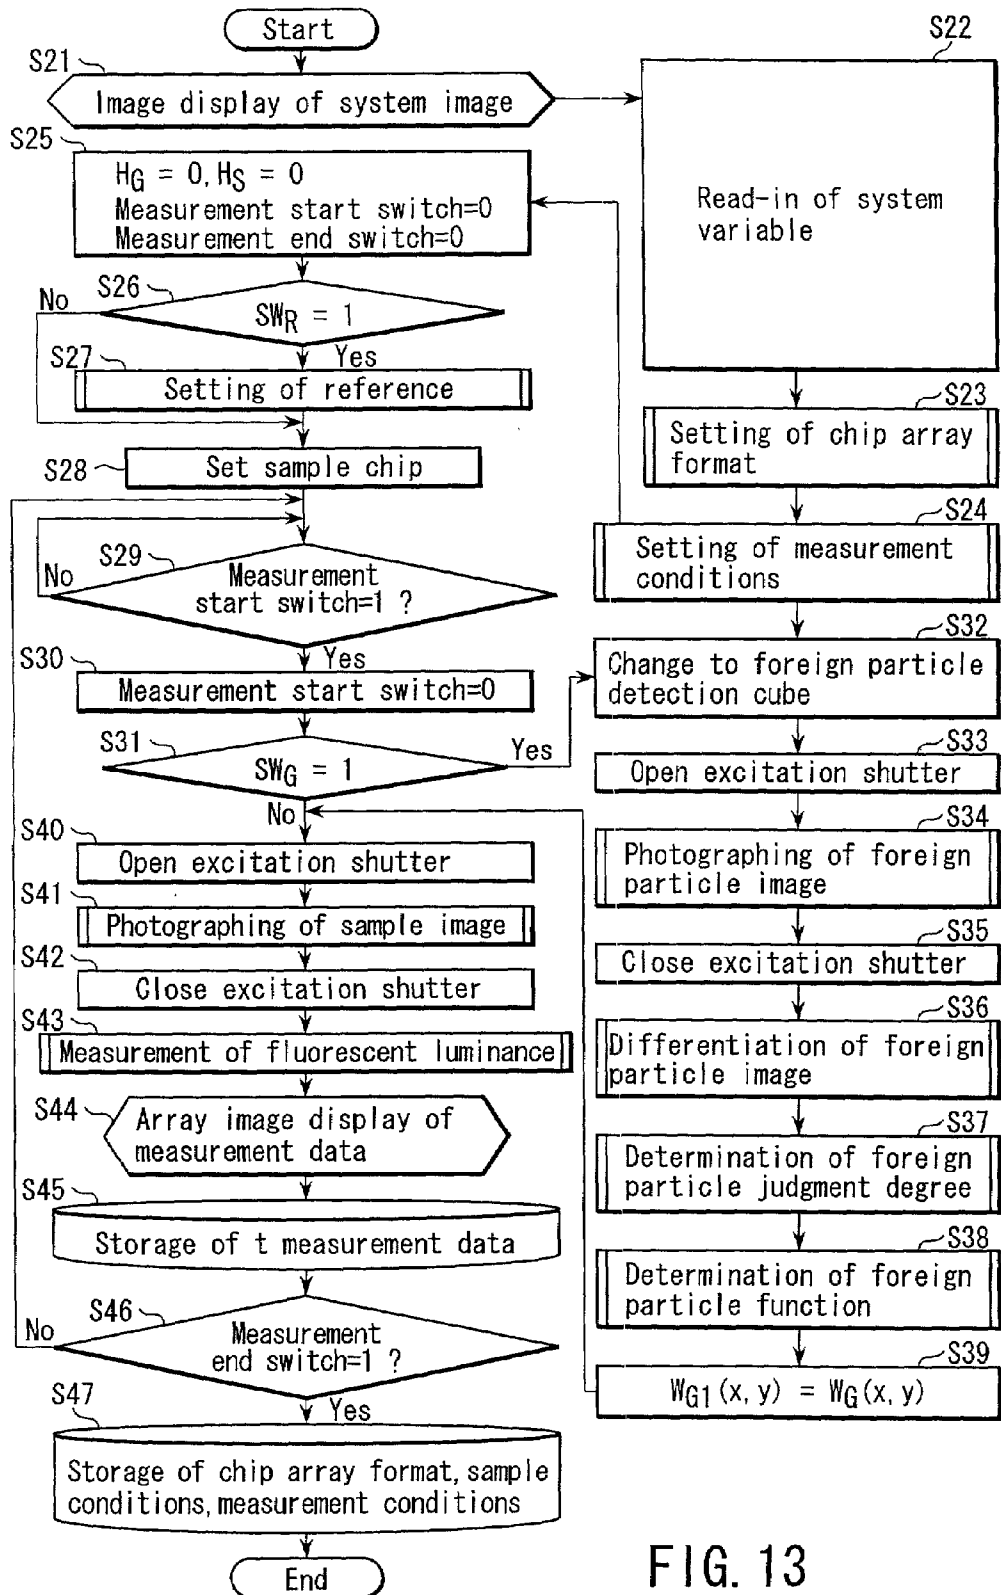 Start
S21
Image display of system image
S22
Read-in of system
variable
S23
Setting of chip array
format
S24
Setting of measurement
conditions
S25
HG = 0, HS = 0
Measurement start switch=0
Measurement end switch=0
S26
SWR = 1
No
Yes
S27
Setting of reference
S28
Set sample chip
S29
Measurement
start switch=1 ?
No
Yes
S30
Measurement start switch=0
S31
SWG = 1
Yes
No
S32
Change to foreign particle
detection cube
S33
Open excitation shutter
S34
Photographing of foreign
particle image
S35
Close excitation shutter
S36
Differentiation of foreign
particle image
S37
Determination of foreign
particle judgment degree
S38
Determination of foreign
particle function
S39
WG1(x, y) = WG(x, y)
S40
Open excitation shutter
S41
Photographing of sample image
S42
Close excitation shutter
S43
Measurement of fluorescent luminance
S44
Array image display of
measurement data
S45
Storage of t measurement data
S46
Measurement
end switch=1 ?
No
Yes
S47
Storage of chip array format, sample
conditions, measurement conditions
End
FIG. 13